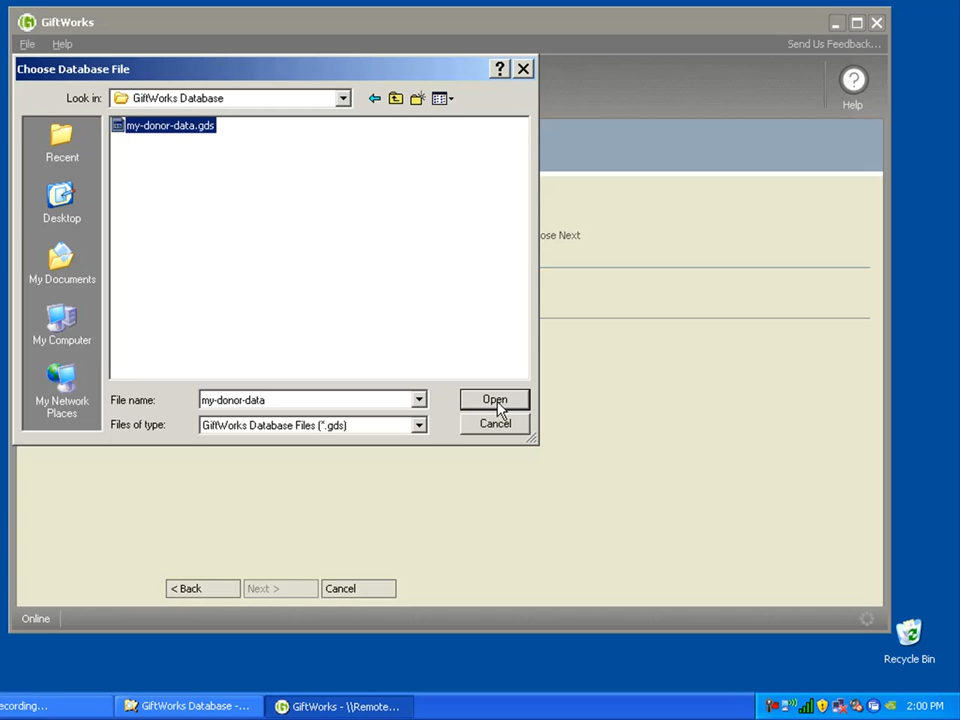 GiftWorks
File Help Send Us Feedback...
Choose Database File
Look in: GiftWorks Database
Help
my-donor-data.gds
Recent
Desktop
ose Next
My Documents
My Computer
My Network
Places
File name: my-donor-data Open
Files of type: GiftWorks Database Files (*.gds) Cancel
< Back Next > Cancel
Online
Recycle Bin
ecording... GiftWorks Database -... GiftWorks - \\Remote... 2:00 PM